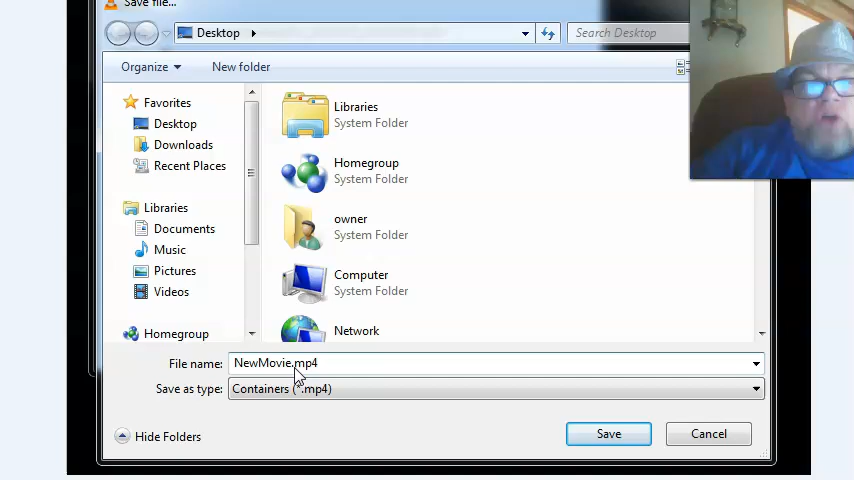 Save file...
Desktop
Search Desktop
Organize
New folder
Favorites
Desktop
Downloads
Recent Places
Libraries
Documents
Music
Pictures
Videos
Homegroup
Libraries
System Folder
Homegroup
System Folder
owner
System Folder
Computer
System Folder
Network
File name: NewMovie.mp4
Save as type: Containers (*.mp4)
Hide Folders
Save
Cancel